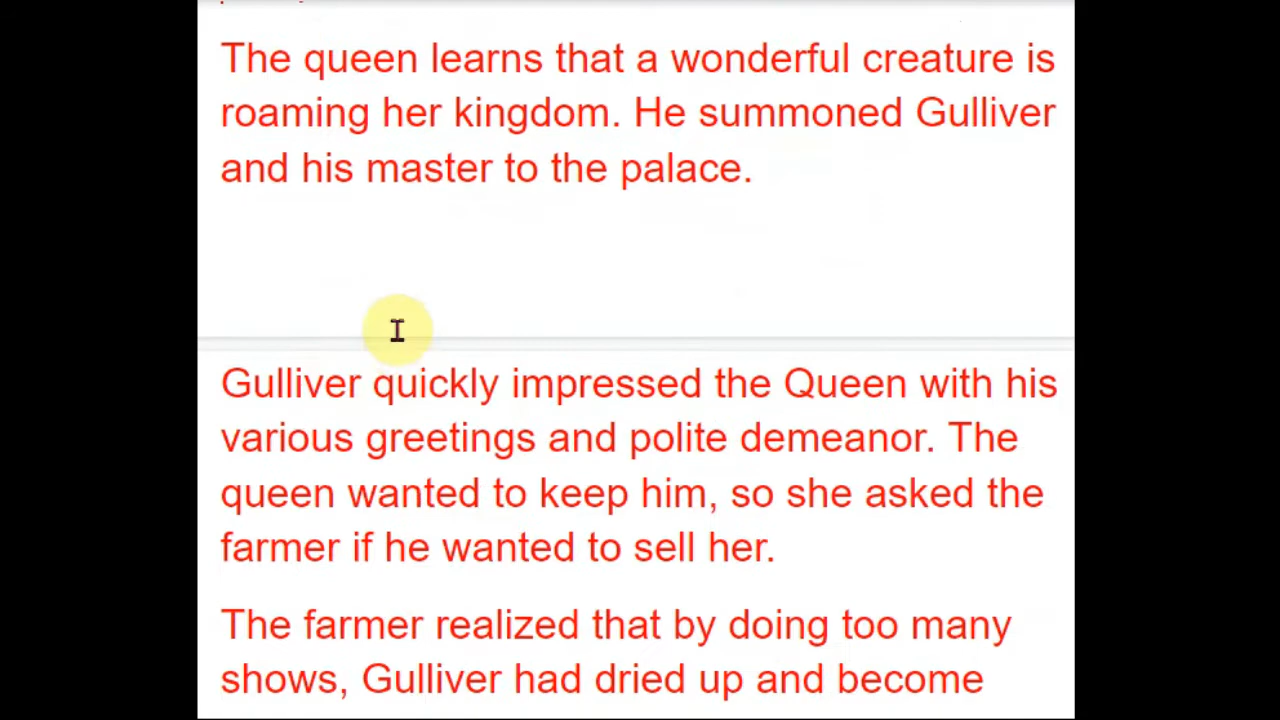 The queen learns that a wonderful creature is
roaming her kingdom. He summoned Gulliver
and his master to the palace.
Gulliver quickly impressed the Queen with his
various greetings and polite demeanor. The
queen wanted to keep him, so she asked the
farmer if he wanted to sell her.
The farmer realized that by doing too many
shows, Gulliver had dried up and become